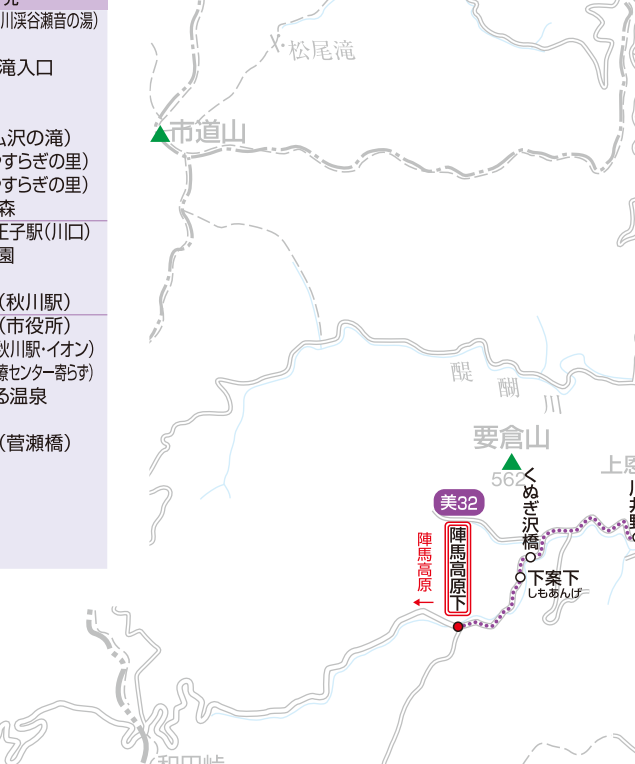 川渓谷瀬音の湯)
滝入口
沢の滝)
すらぎの里)
すらぎの里)
森
王子駅(川口)
園
(秋川駅)
(市役所)
秋川駅・イオン)
療センター寄らず)
る温泉
(菅瀬橋)
松尾滝
市道山
醍醐川
要倉山
562
上恩
美32
くぬぎ沢橋
川井野
陣馬高原
陣馬高原下
下案下
しもあんげ
和田峠